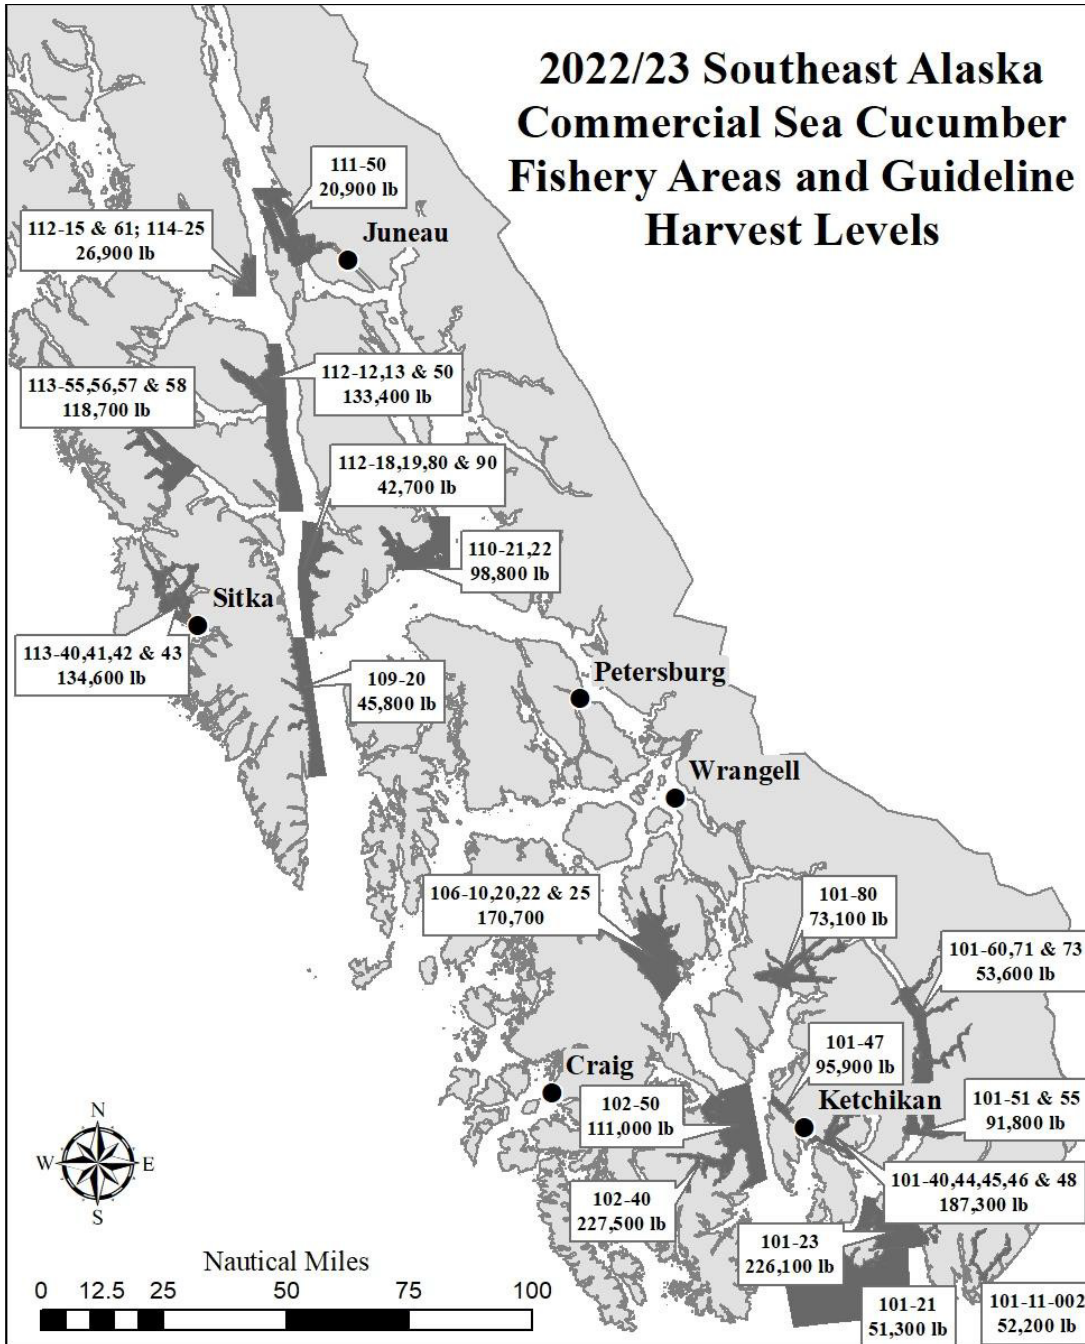 2022/23 Southeast Alaska
Commercial Sea Cucumber
Fishery Areas and Guideline
Harvest Levels
111-50
20,900 lb
112-15 & 61; 114-25
26,900 lb
Juneau
113-55,56,57 & 58
118,700 lb
112-12,13 & 50
133,400 lb
112-18,19,80 & 90
42,700 lb
110-21,22
98,800 lb
Sitka
113-40,41,42 & 43
134,600 lb
109-20
45,800 lb
Petersburg
Wrangell
106-10,20,22 & 25
170,700
101-80
73,100 lb
101-60,71 & 73
53,600 lb
101-47
95,900 lb
Craig
Ketchikan
102-50
111,000 lb
101-51 & 55
91,800 lb
102-40
227,500 lb
101-40,44,45,46 & 48
187,300 lb
101-23
226,100 lb
101-21
51,300 lb
101-11-002
52,200 lb
N
W E
S
Nautical Miles
0 12.5 25 50 75 100